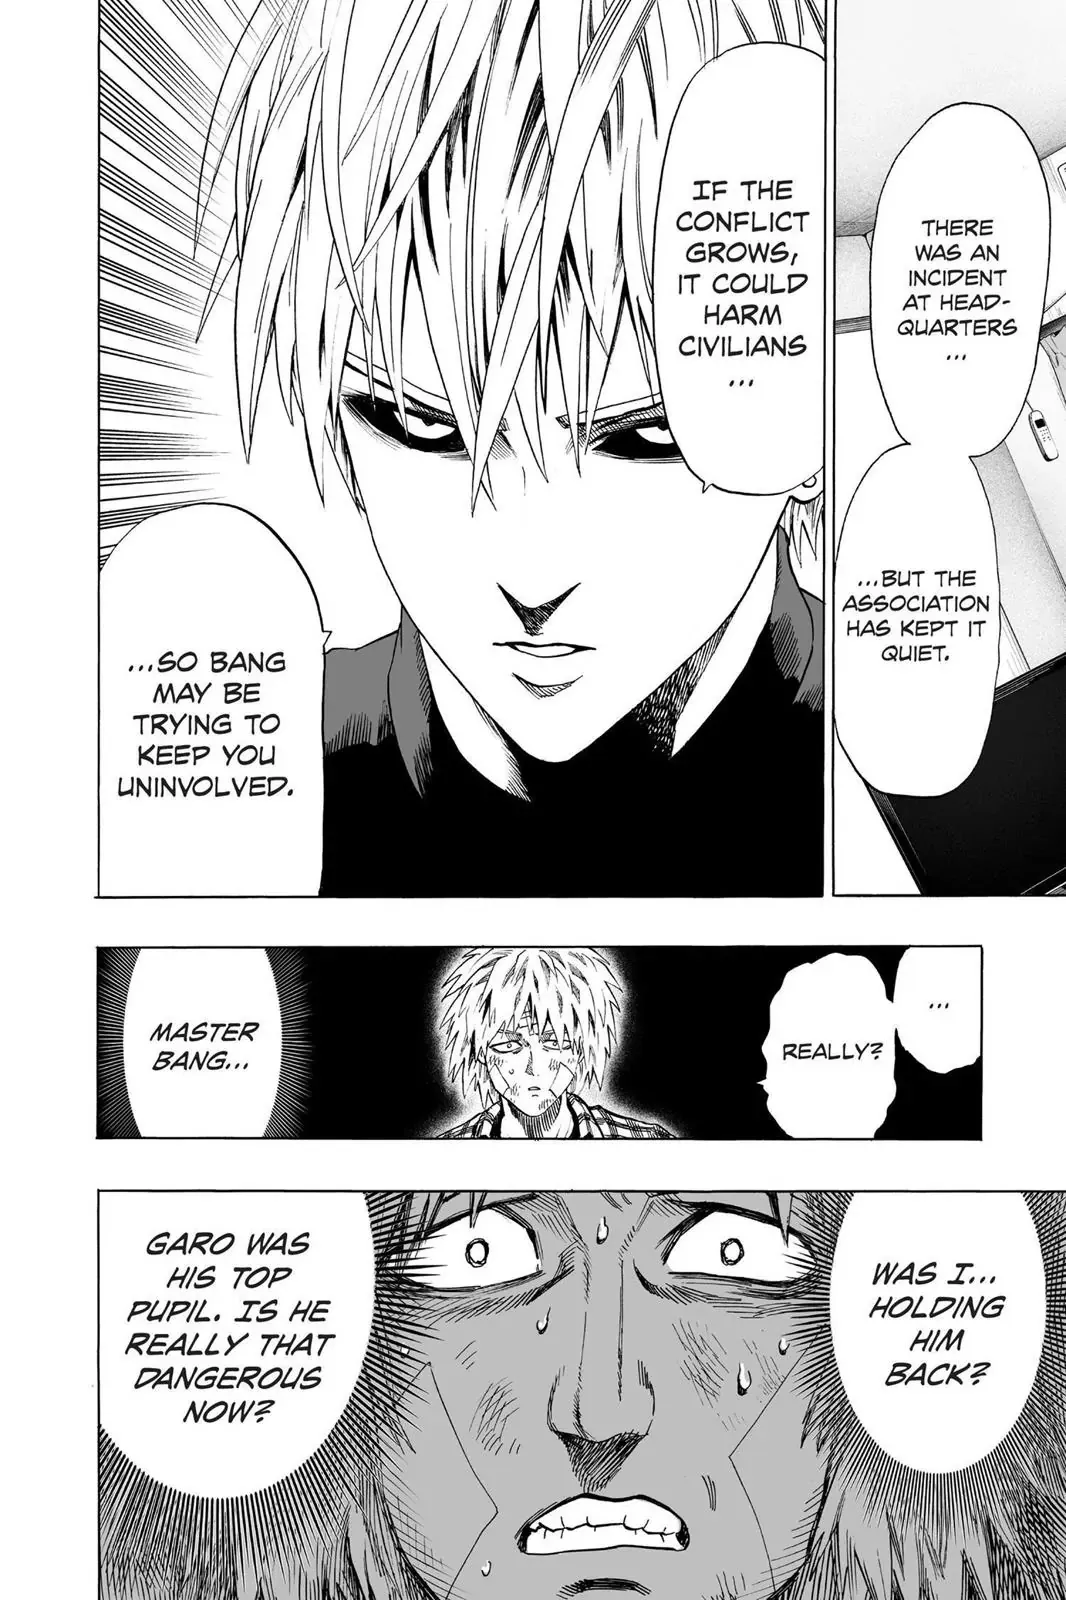 THERE
WAS AN
INCIDENT
AT HEAD-
QUARTERS
...
...BUT THE
ASSOCIATION
HAS KEPT IT
QUIET.
IF THE
CONFLICT
GROWS,
IT COULD
HARM
CIVILIANS
...
...SO BANG
MAY BE
TRYING TO
KEEP YOU
UNINVOLVED.
...
REALLY?
MASTER
BANG...
WAS I...
HOLDING
HIM
BACK?
GARO WAS
HIS TOP
PUPIL. IS HE
REALLY THAT
DANGEROUS
NOW?